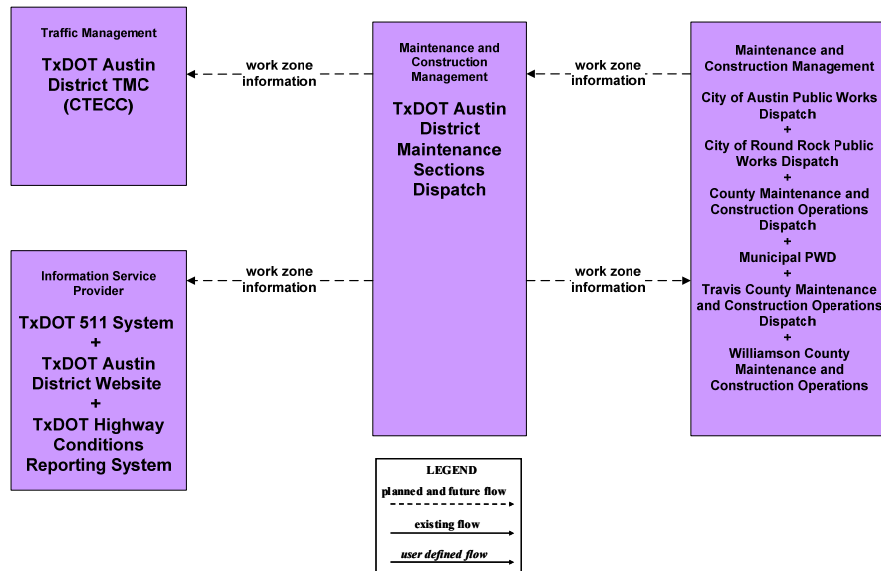 Traffic Management
TxDOT Austin
District TMC
(CTECC)
work zone
information
Maintenance and
Construction
Management
TxDOT Austin
District
Maintenance
Sections
Dispatch
work zone
information
Maintenance and
Construction Management
City of Austin Public Works
Dispatch
+
City of Round Rock Public
Works Dispatch
+
County Maintenance and
Construction Operations
Dispatch
+
Municipal PWD
+
Travis County Maintenance
and Construction Operations
Dispatch
+
Williamson County
Maintenance and
Construction Operations
Information Service
Provider
TxDOT 511 System
+
TxDOT Austin
District Website
+
TxDOT Highway
Conditions
Reporting System
work zone
information
work zone
information
LEGEND
planned and future flow
existing flow
user defined flow